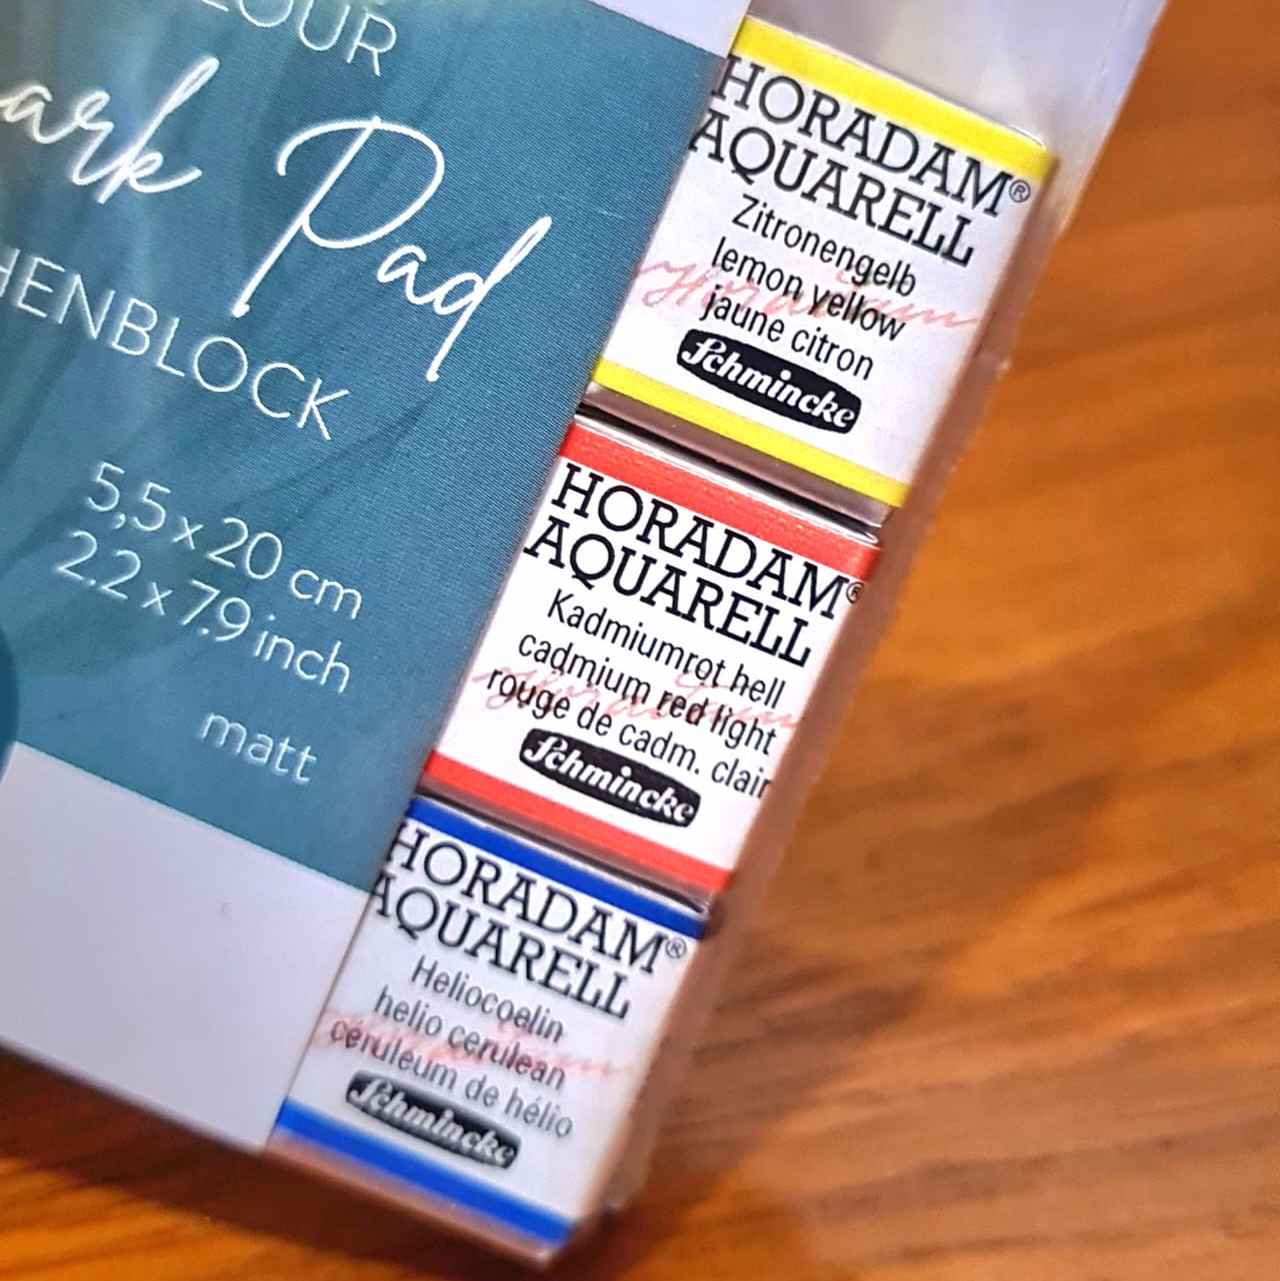 OUR
ark Pad
HENBLOCK
5,5 x 20 cm
2.2 x 7.9 inch
matt
HORADAM®
AQUARELL
Zitronengelb
lemon yellow
jaune citron
Schmincke
HORADAM®
AQUARELL
Kadmiumrot hell
cadmium red light
rouge de cadm. clair
Schmincke
HORADAM®
AQUARELL
Heliocoelin
helio cerulean
céruleum de hélio
Schmincke